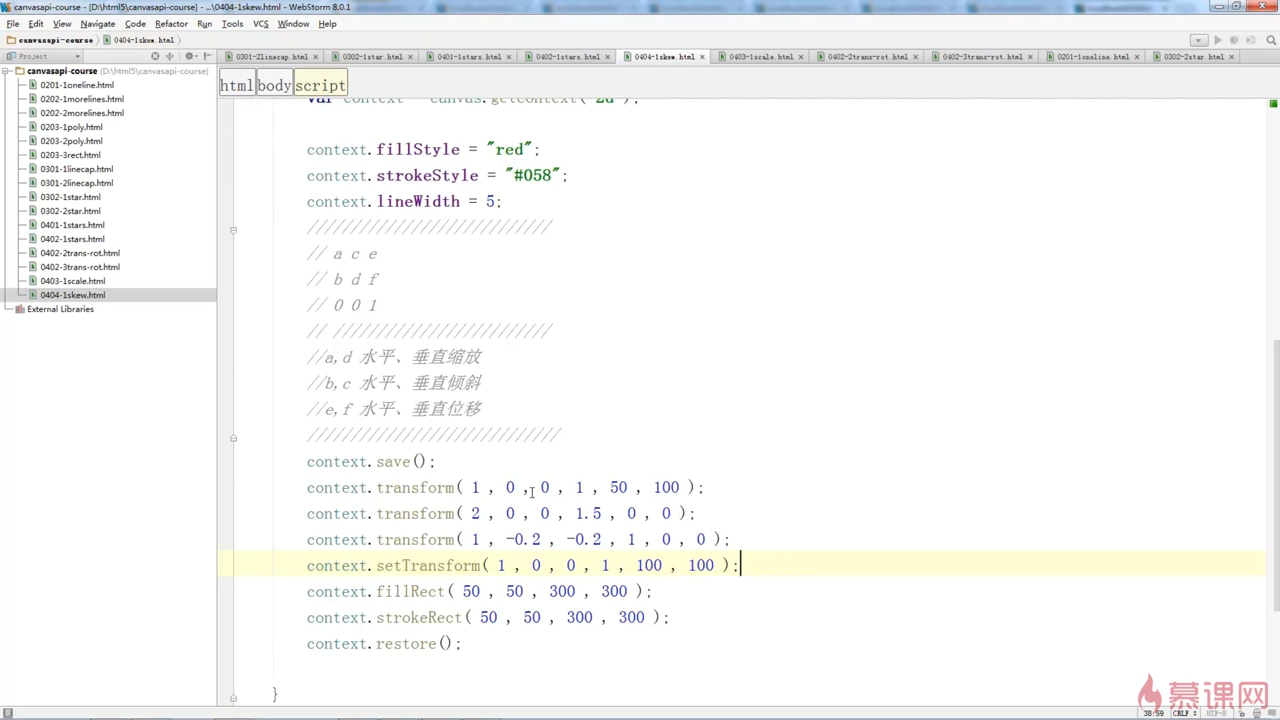 canvasapi-course - [D:\html5\canvasapi-course] - ...\0404-1skew.html - WebStorm 8.0.1
File Edit View Navigate Code Refactor Run Tools VCS Window Help
canvasapi-course 0404-1skew.html
Project
0301-2linecap.html 0302-1star.html 0401-1stars.html 0402-1stars.html 0404-1skew.html 0403-1scale.html 0402-2trans-rot.html 0402-3trans-rot.html 0201-1oneline.html 0302-2star.html
canvasapi-course (D:\html5\canvasapi-course)
0201-1oneline.html
0202-1morelines.html
0202-2morelines.html
0203-1poly.html
0203-2poly.html
0203-3rect.html
0301-1linecap.html
0301-2linecap.html
0302-1star.html
0302-2star.html
0401-1stars.html
0402-1stars.html
0402-2trans-rot.html
0402-3trans-rot.html
0403-1scale.html
0404-1skew.html
External Libraries
html body script
var context = canvas.getContext("2d");
context.fillStyle = "red";
context.strokeStyle = "#058";
context.lineWidth = 5;
////////////////////////////
// a c e
// b d f
// 0 0 1
// /////////////////////////
//a,d 水平、垂直缩放
//b,c 水平、垂直倾斜
//e,f 水平、垂直位移
/////////////////////////////
context.save();
context.transform( 1 , 0 , 0 , 1 , 50 , 100 );
context.transform( 2 , 0 , 0 , 1.5 , 0 , 0 );
context.transform( 1 , -0.2 , -0.2 , 1 , 0 , 0 );
context.setTransform( 1 , 0 , 0 , 1 , 100 , 100 );
context.fillRect( 50 , 50 , 300 , 300 );
context.strokeRect( 50 , 50 , 300 , 300 );
context.restore();
}
慕课网
38:59 CRLF UTF-8